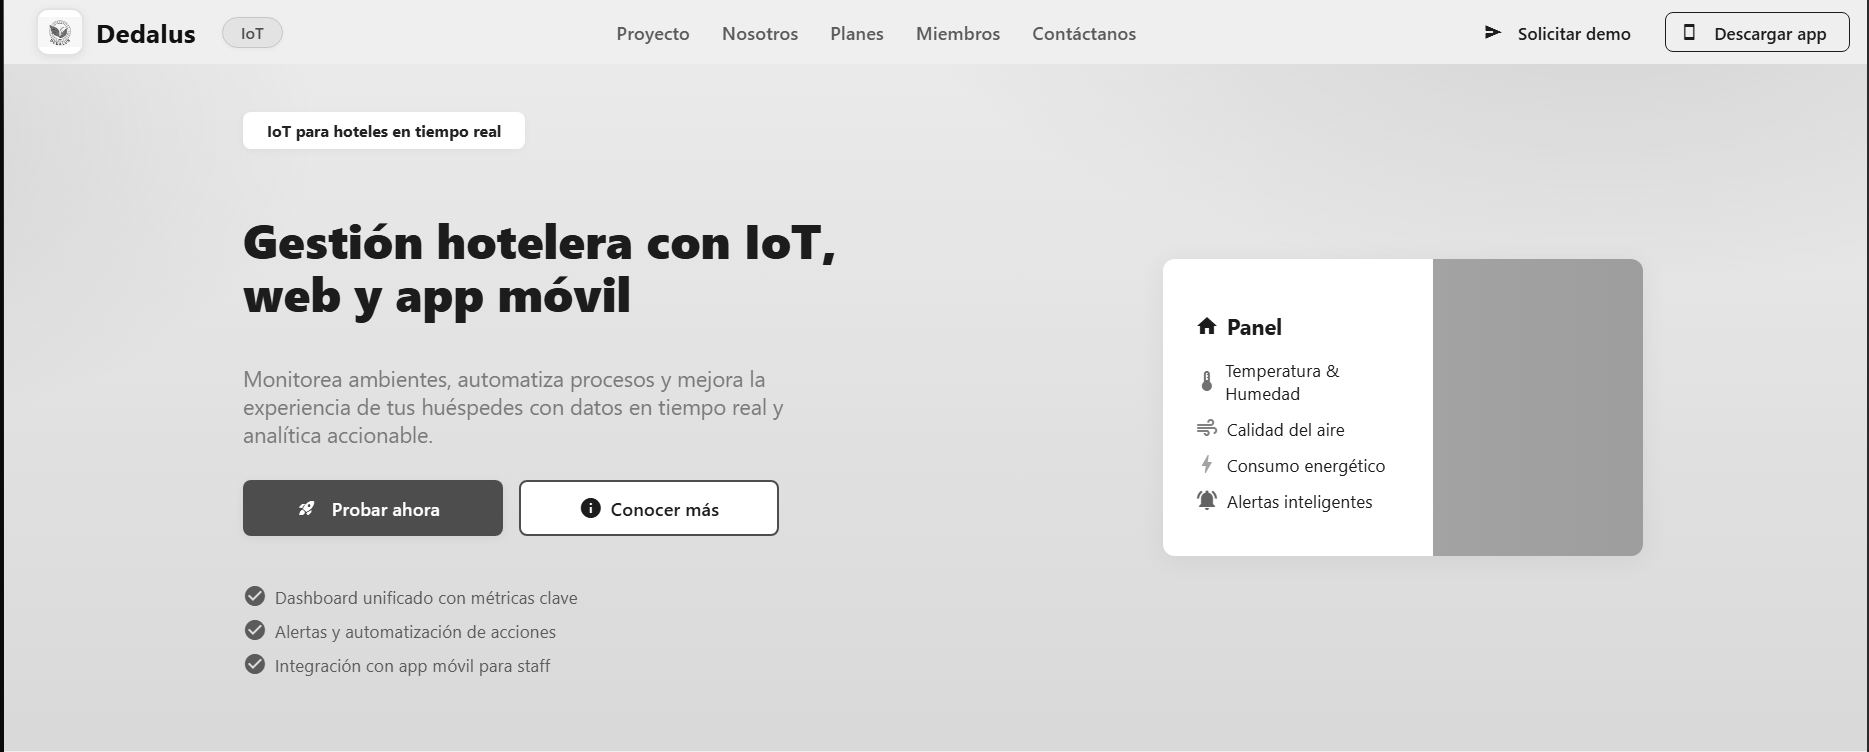 Dedalus
IoT
Proyecto
Nosotros
Planes
Miembros
Contáctanos
Solicitar demo
Descargar app
IoT para hoteles en tiempo real
Gestión hotelera con IoT,
web y app móvil
Monitorea ambientes, automatiza procesos y mejora la
experiencia de tus huéspedes con datos en tiempo real y
analítica accionable.
Probar ahora
Conocer más
Dashboard unificado con métricas clave
Alertas y automatización de acciones
Integración con app móvil para staff
Panel
Temperatura &
Humedad
Calidad del aire
Consumo energético
Alertas inteligentes